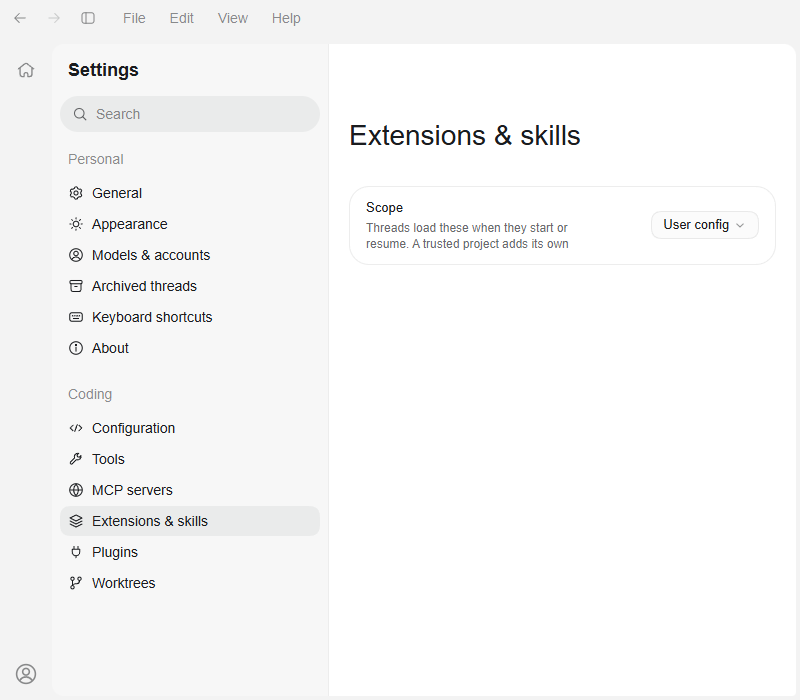 File Edit View Help
Settings
Search
Personal
General
Appearance
Models & accounts
Archived threads
Keyboard shortcuts
About
Coding
Configuration
Tools
MCP servers
Extensions & skills
Plugins
Worktrees
Extensions & skills
Scope
Threads load these when they start or
resume. A trusted project adds its own
User config